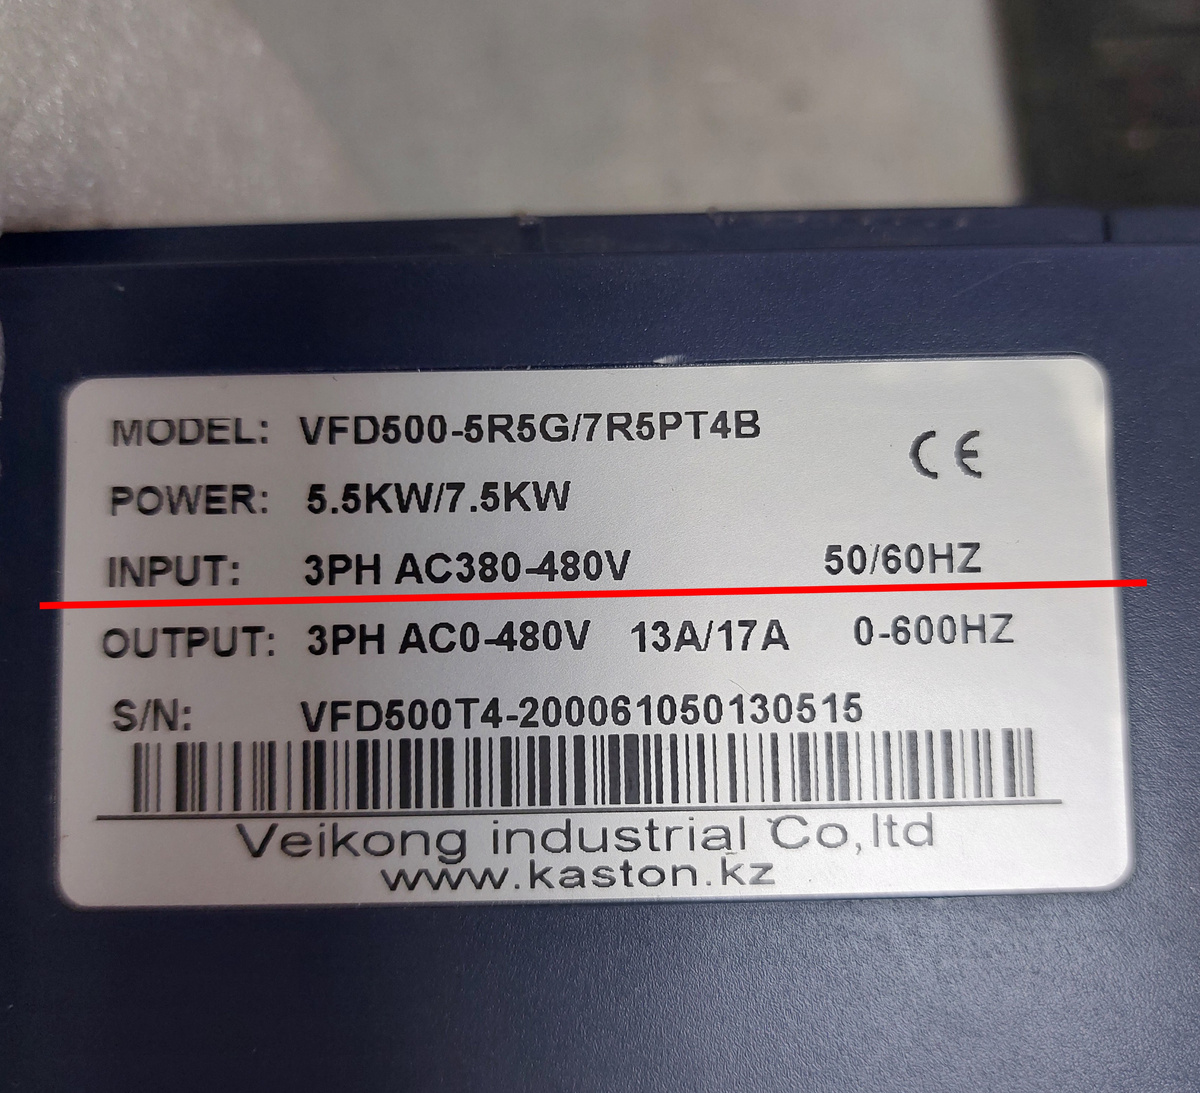 MODEL: VFD500-5R5G/7R5PT4B
CE
POWER: 5.5KW/7.5KW
INPUT: 3PH AC380-480V 50/60HZ
OUTPUT: 3PH AC0-480V 13A/17A 0-600HZ
S/N: VFD500T4-200061050130515
Veikong industrial Co,ltd
www.kaston.kz